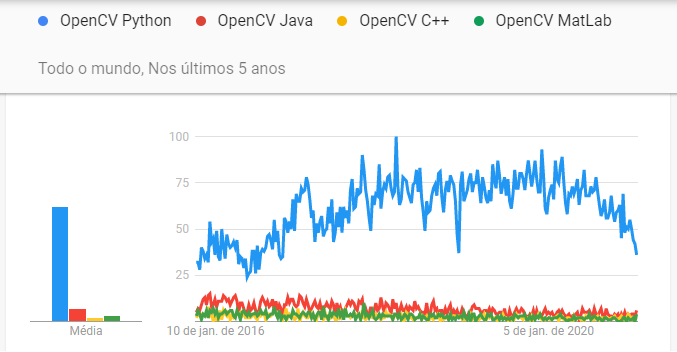 OpenCV Python OpenCV Java OpenCV C++ OpenCV MatLab
Todo o mundo, Nos últimos 5 anos
100
75
50
25
Média
10 de jan. de 2016 5 de jan. de 2020